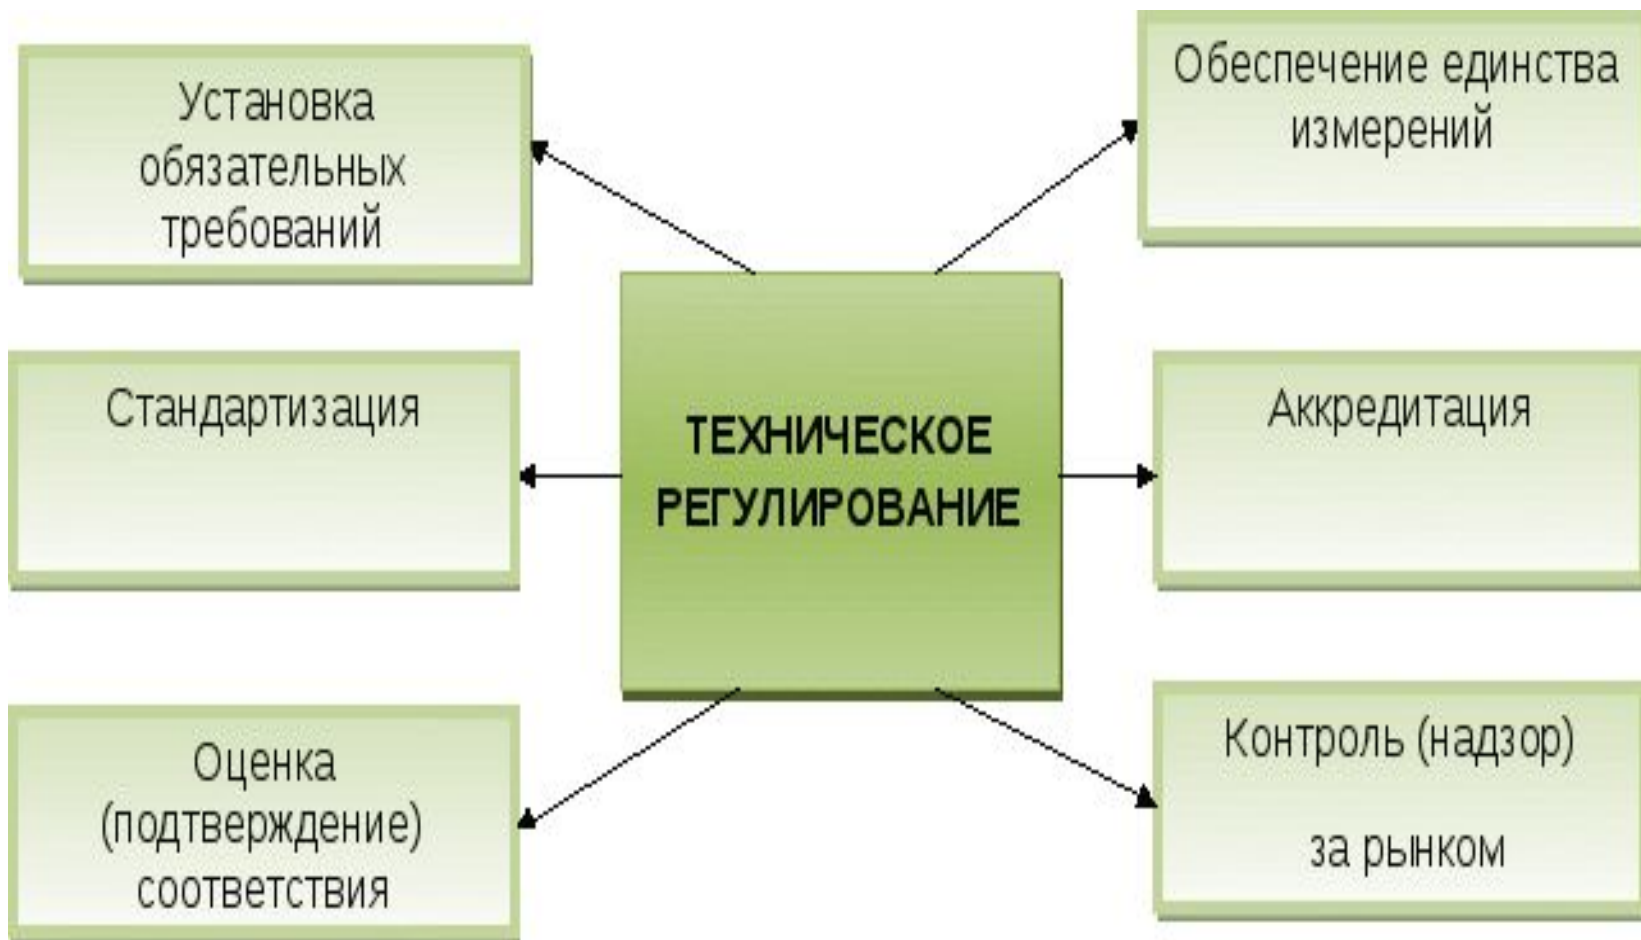 Установка
обязательных
требований
Обеспечение единства
измерений
Стандартизация
ТЕХНИЧЕСКОЕ
РЕГУЛИРОВАНИЕ
Аккредитация
Оценка
(подтверждение)
соответствия
Контроль (надзор)
за рынком